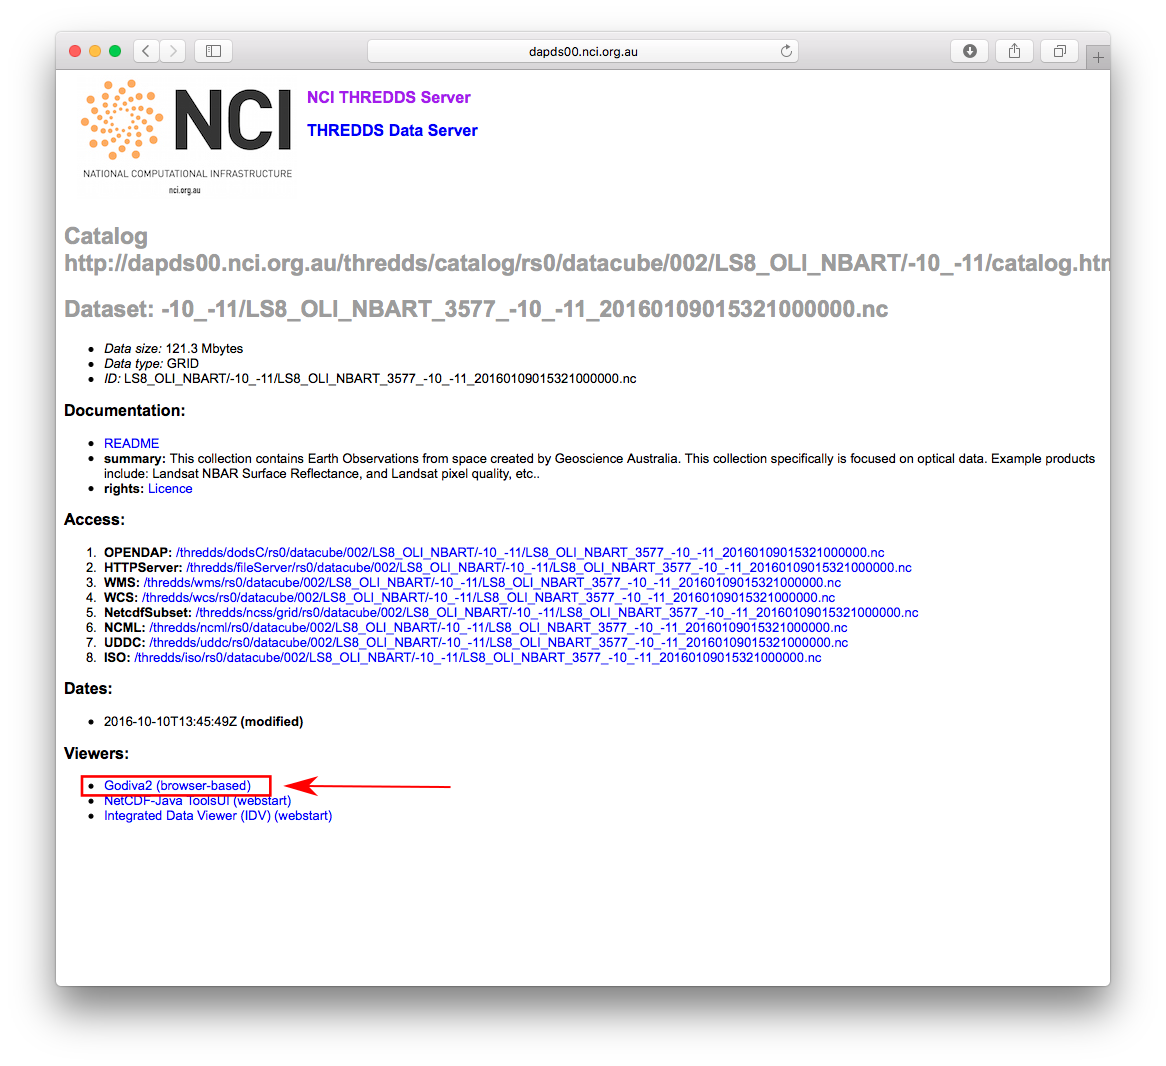 dapds00.nci.org.au
NCI
NATIONAL COMPUTATIONAL INFRASTRUCTURE
nci.org.au
NCI THREDDS Server
THREDDS Data Server
Catalog
http://dapds00.nci.org.au/thredds/catalog/rs0/datacube/002/LS8_OLI_NBART/-10_-11/catalog.htm
Dataset: -10_-11/LS8_OLI_NBART_3577_-10_-11_20160109015321000000.nc
• Data size: 121.3 Mbytes
• Data type: GRID
• ID: LS8_OLI_NBART/-10_-11/LS8_OLI_NBART_3577_-10_-11_20160109015321000000.nc
Documentation:
• README
• summary: This collection contains Earth Observations from space created by Geoscience Australia. This collection specifically is focused on optical data. Example products
include: Landsat NBAR Surface Reflectance, and Landsat pixel quality, etc..
• rights: Licence
Access:
1. OPENDAP: /thredds/dodsC/rs0/datacube/002/LS8_OLI_NBART/-10_-11/LS8_OLI_NBART_3577_-10_-11_20160109015321000000.nc
2. HTTPServer: /thredds/fileServer/rs0/datacube/002/LS8_OLI_NBART/-10_-11/LS8_OLI_NBART_3577_-10_-11_20160109015321000000.nc
3. WMS: /thredds/wms/rs0/datacube/002/LS8_OLI_NBART/-10_-11/LS8_OLI_NBART_3577_-10_-11_20160109015321000000.nc
4. WCS: /thredds/wcs/rs0/datacube/002/LS8_OLI_NBART/-10_-11/LS8_OLI_NBART_3577_-10_-11_20160109015321000000.nc
5. NetcdfSubset: /thredds/ncss/grid/rs0/datacube/002/LS8_OLI_NBART/-10_-11/LS8_OLI_NBART_3577_-10_-11_20160109015321000000.nc
6. NCML: /thredds/ncml/rs0/datacube/002/LS8_OLI_NBART/-10_-11/LS8_OLI_NBART_3577_-10_-11_20160109015321000000.nc
7. UDDC: /thredds/uddc/rs0/datacube/002/LS8_OLI_NBART/-10_-11/LS8_OLI_NBART_3577_-10_-11_20160109015321000000.nc
8. ISO: /thredds/iso/rs0/datacube/002/LS8_OLI_NBART/-10_-11/LS8_OLI_NBART_3577_-10_-11_20160109015321000000.nc
Dates:
• 2016-10-10T13:45:49Z (modified)
Viewers:
• Godiva2 (browser-based)
• NetCDF-Java ToolsUI (webstart)
• Integrated Data Viewer (IDV) (webstart)